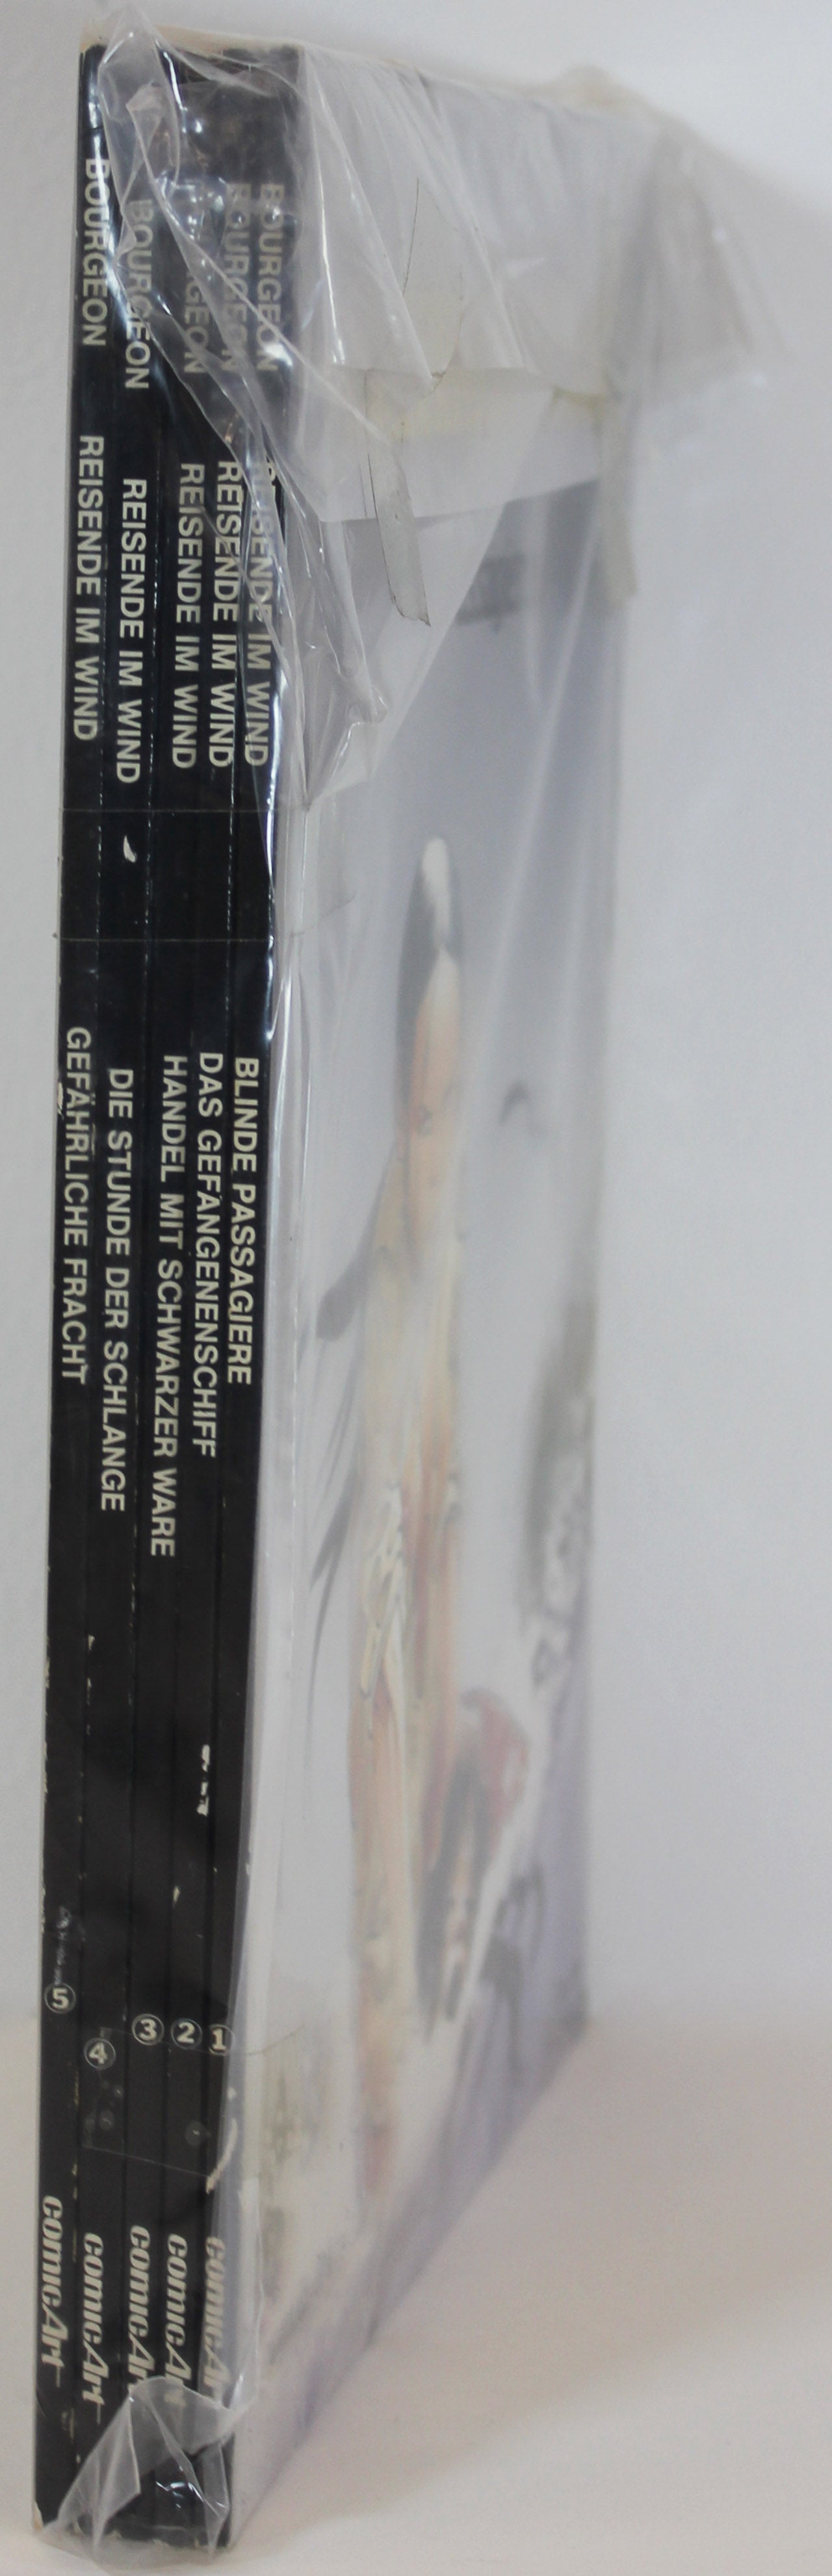 BOURGEON REISENDE IM WIND BLINDE PASSAGIERE 1 comicArt
BOURGEON REISENDE IM WIND DAS GEFANGENENSCHIFF 2 comicArt
BOURGEON REISENDE IM WIND HANDEL MIT SCHWARZER WARE 3 comicArt
BOURGEON REISENDE IM WIND DIE STUNDE DER SCHLANGE 4 comicArt
BOURGEON REISENDE IM WIND GEFÄHRLICHE FRACHT 5 comicArt